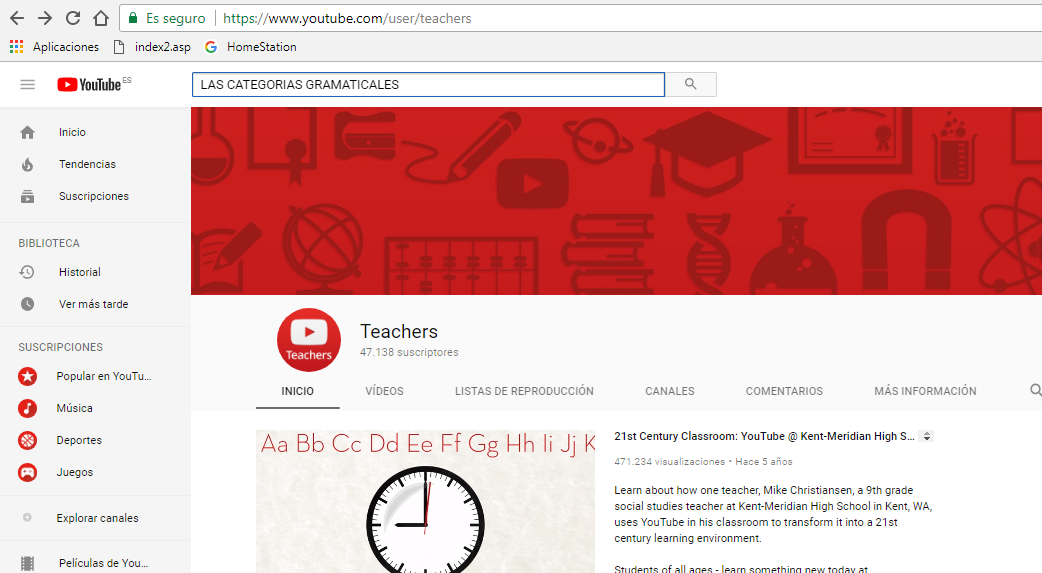 Es seguro | https://www.youtube.com/user/teachers
Aplicaciones index2.asp HomeStation
YouTube ES LAS CATEGORIAS GRAMATICALES
Inicio
Tendencias
Suscripciones
BIBLIOTECA
Historial
Ver más tarde
SUSCRIPCIONES
Popular en YouTu...
Música
Deportes
Juegos
Explorar canales
Películas de You...
Teachers
Teachers
47.138 suscriptores
INICIO VÍDEOS LISTAS DE REPRODUCCIÓN CANALES COMENTARIOS MÁS INFORMACIÓN
Aa Bb Cc Dd Ee Ff Gg Hh Ii Jj K
21st Century Classroom: YouTube @ Kent-Meridian High S...
471.234 visualizaciones • Hace 5 años
Learn about how one teacher, Mike Christiansen, a 9th grade
social studies teacher at Kent-Meridian High School in Kent, WA,
uses YouTube in his classroom to transform it into a 21st
century learning environment.
Students of all ages - learn something new today at